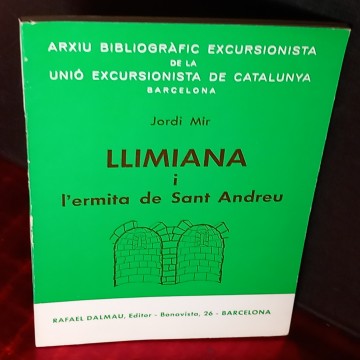 ARXIU BIBLIOGRÀFIC EXCURSIONISTA
DE LA
UNIÓ EXCURSIONISTA DE CATALUNYA
BARCELONA
Jordi Mir
LLIMIANA
i
l'ermita de Sant Andreu
RAFAEL DALMAU, Editor - Bonavista, 26 - BARCELONA